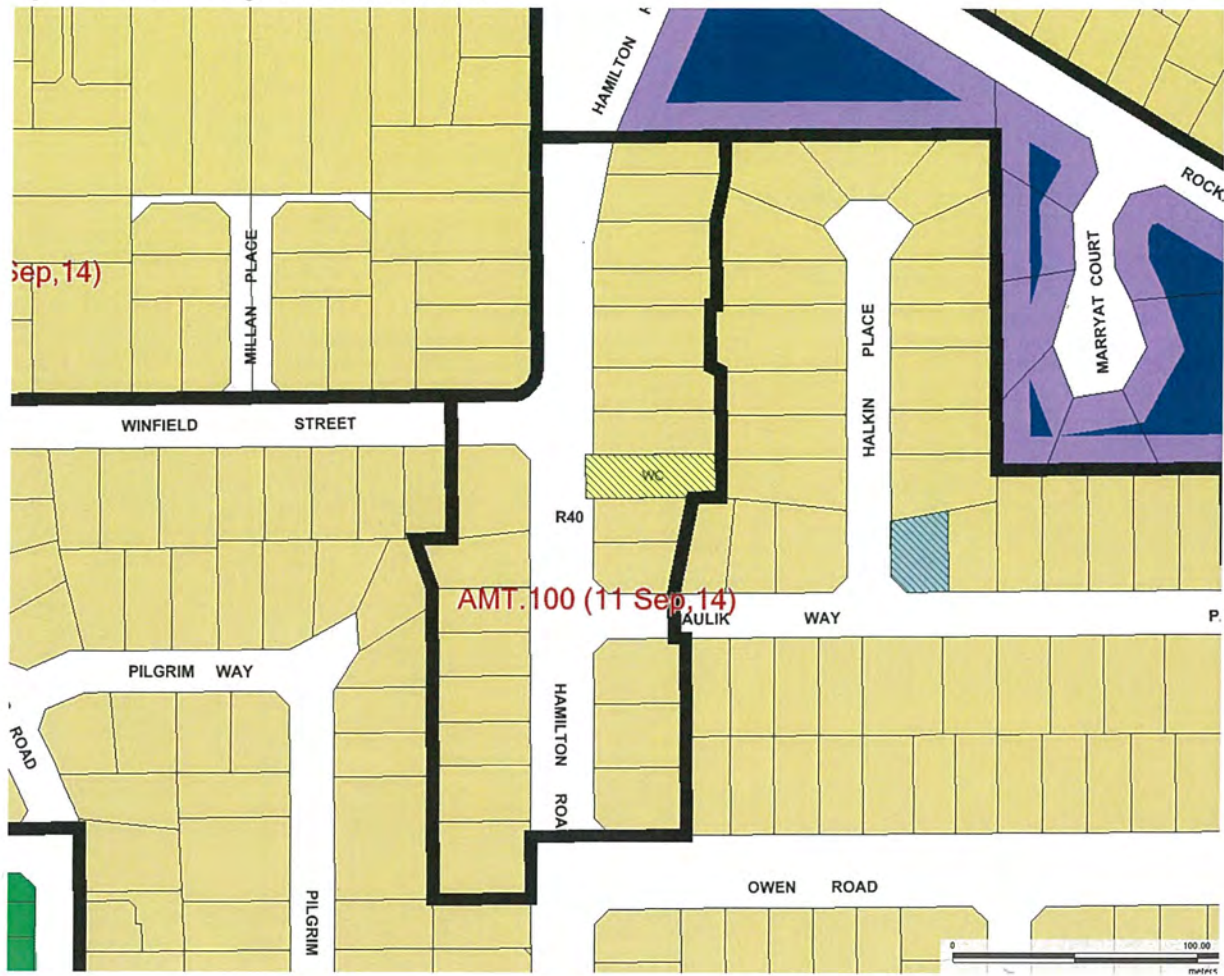 HAMILTON
ROCK
Sep,14)
MILLAN PLACE
MARRYAT COURT
HALKIN PLACE
WINFIELD STREET
WC
R40
AMT.100 (11 Sep,14)
AULIK WAY
P.
PILGRIM WAY
ROAD
HAMILTON ROA
PILGRIM
OWEN ROAD
0 100.00
meters